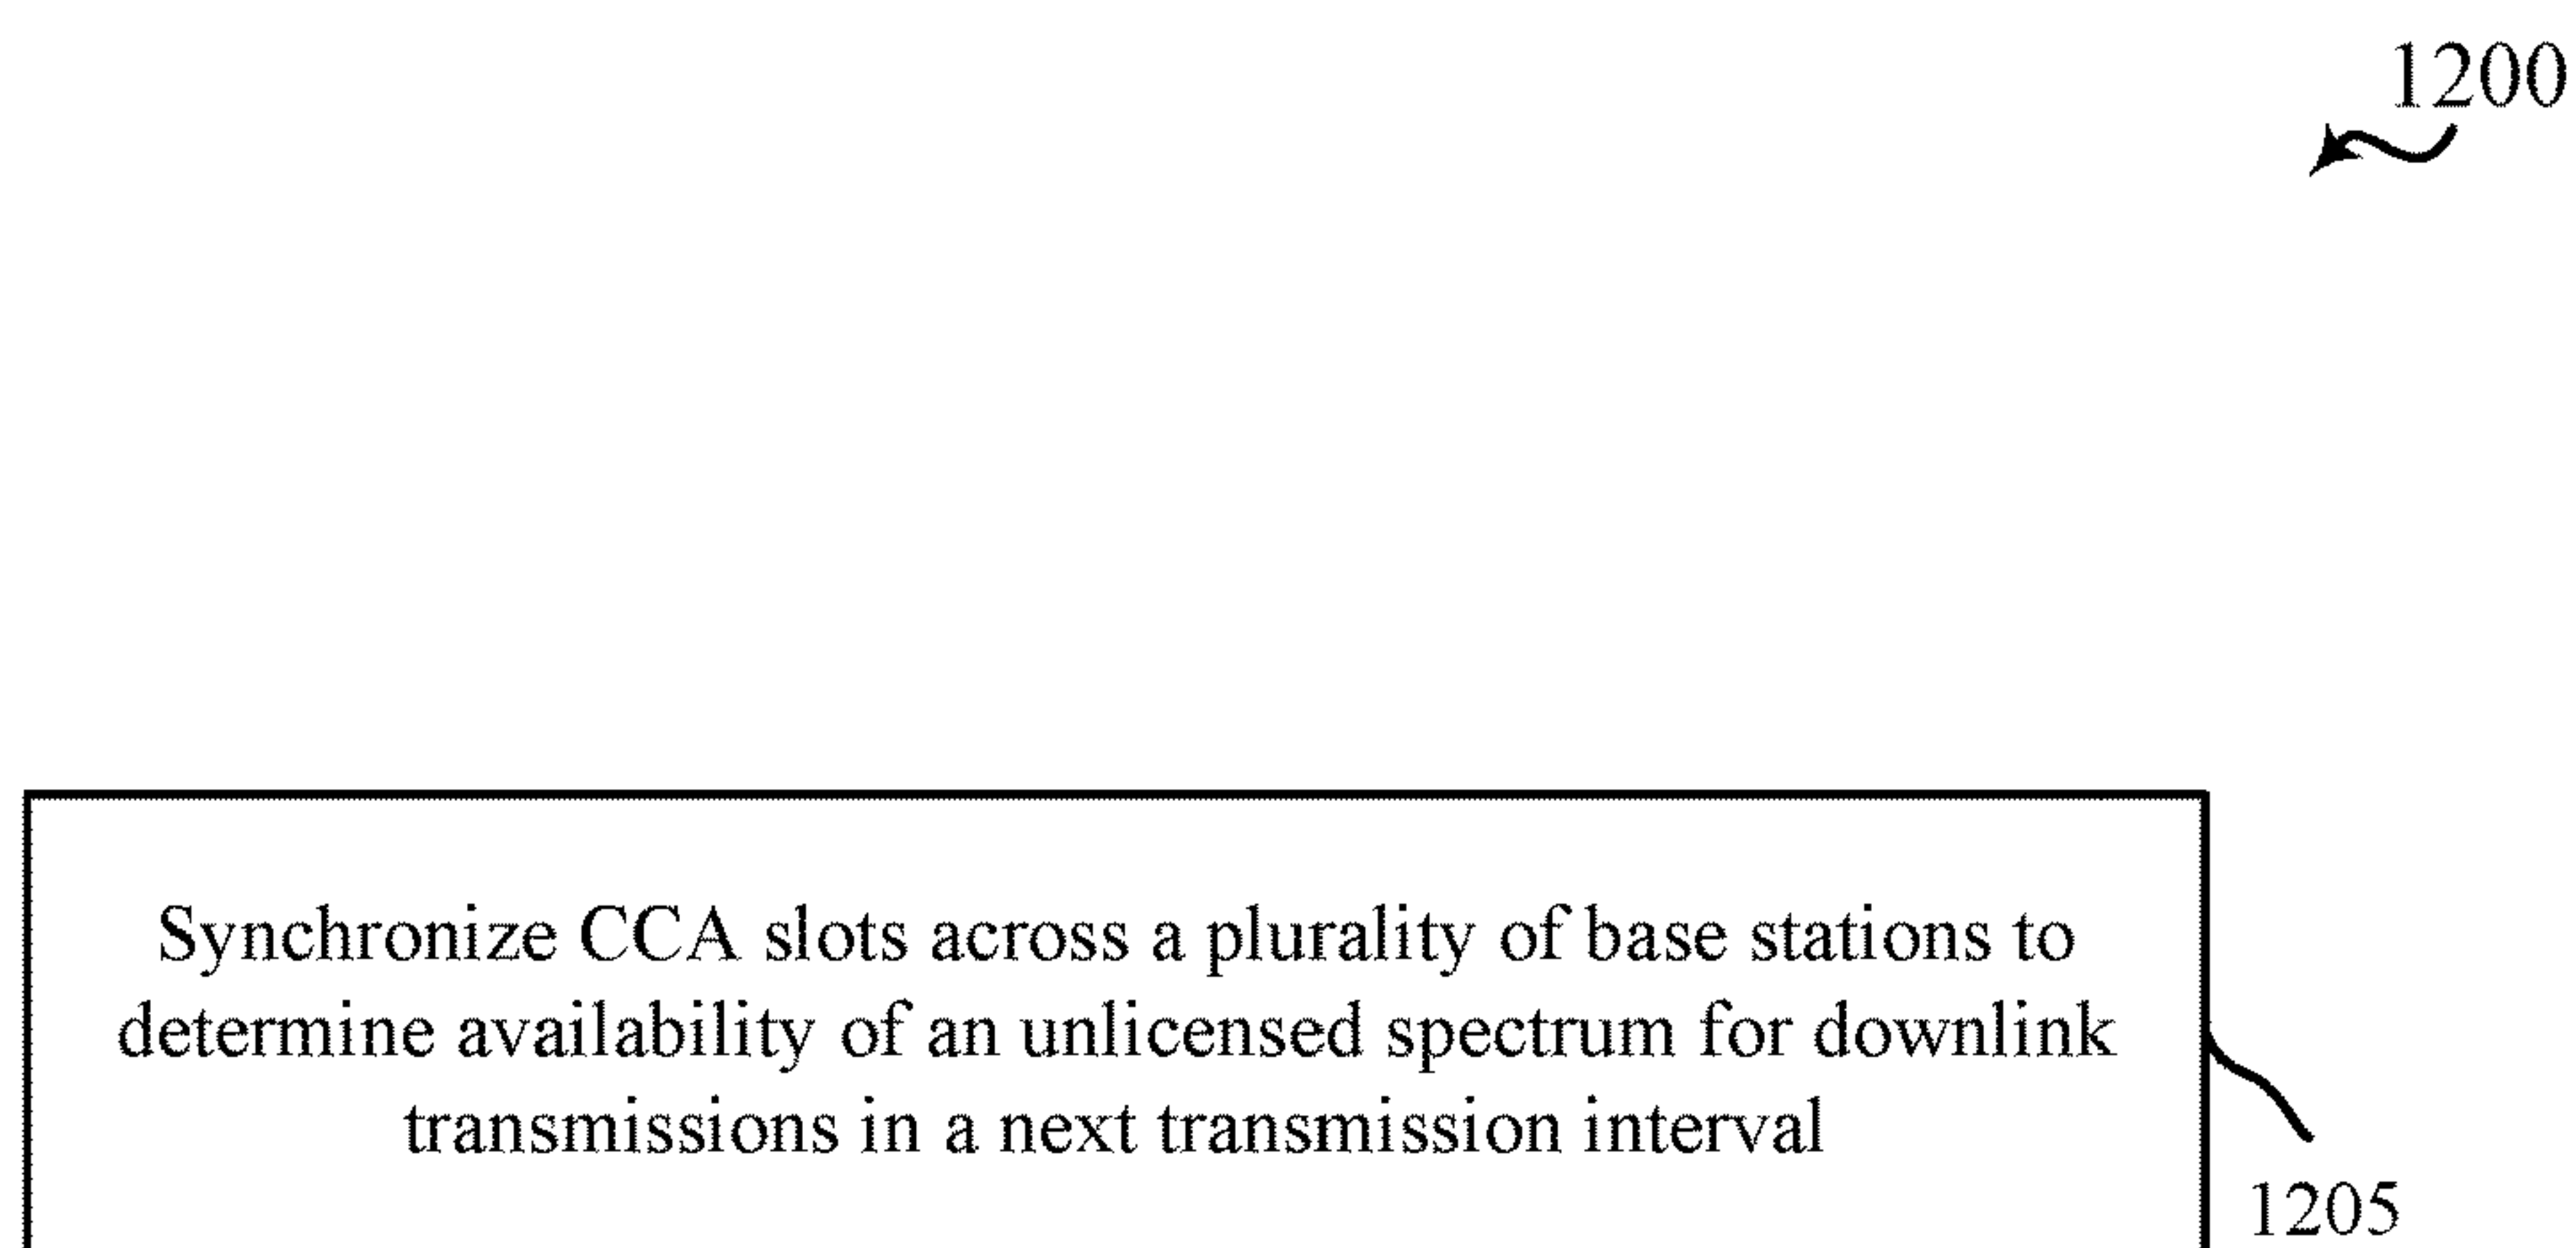 1200
Synchronize CCA slots across a plurality of base stations to
determine availability of an unlicensed spectrum for downlink
transmissions in a next transmission interval
1205